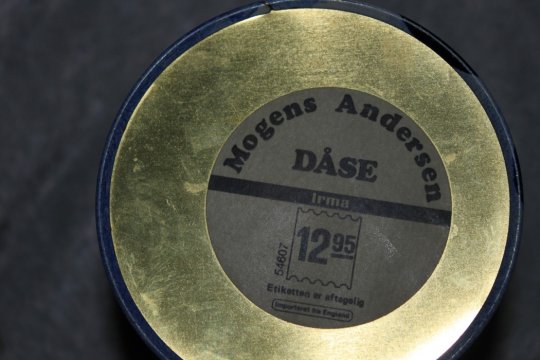 Mogens Andersen
DÅSE
Irma
12 95
54607
Etiketten er aftagelig
Importeret fra England